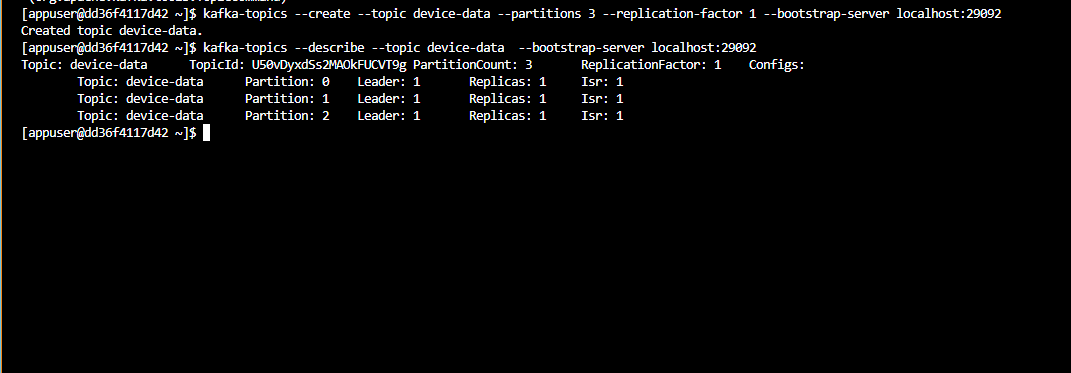 [appuser@dd36f4117d42 ~]$ kafka-topics --create --topic device-data --partitions 3 --replication-factor 1 --bootstrap-server localhost:29092
Created topic device-data.
[appuser@dd36f4117d42 ~]$ kafka-topics --describe --topic device-data  --bootstrap-server localhost:29092
Topic: device-data      TopicId: U50vDyxdSs2MAOkFUCVT9g PartitionCount: 3       ReplicationFactor: 1    Configs:
        Topic: device-data      Partition: 0    Leader: 1       Replicas: 1     Isr: 1
        Topic: device-data      Partition: 1    Leader: 1       Replicas: 1     Isr: 1
        Topic: device-data      Partition: 2    Leader: 1       Replicas: 1     Isr: 1
[appuser@dd36f4117d42 ~]$